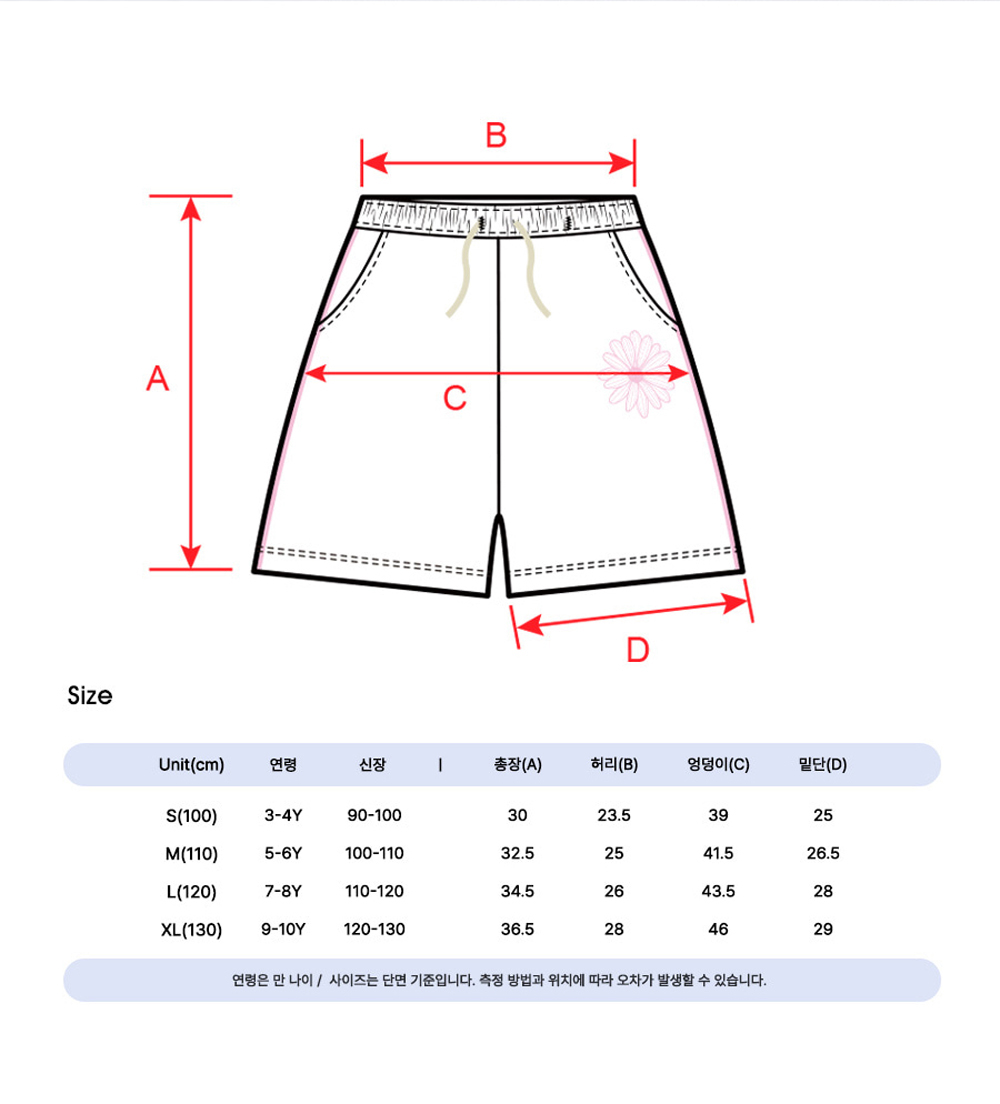 B
A
C
D
Size
Unit(cm) 연령 신장 | 총장(A) 허리(B) 엉덩이(C) 밑단(D)
S(100) 3-4Y 90-100 30 23.5 39 25
M(110) 5-6Y 100-110 32.5 25 41.5 26.5
L(120) 7-8Y 110-120 34.5 26 43.5 28
XL(130) 9-10Y 120-130 36.5 28 46 29
연령은 만 나이 / 사이즈는 단면 기준입니다. 측정 방법과 위치에 따라 오차가 발생할 수 있습니다.